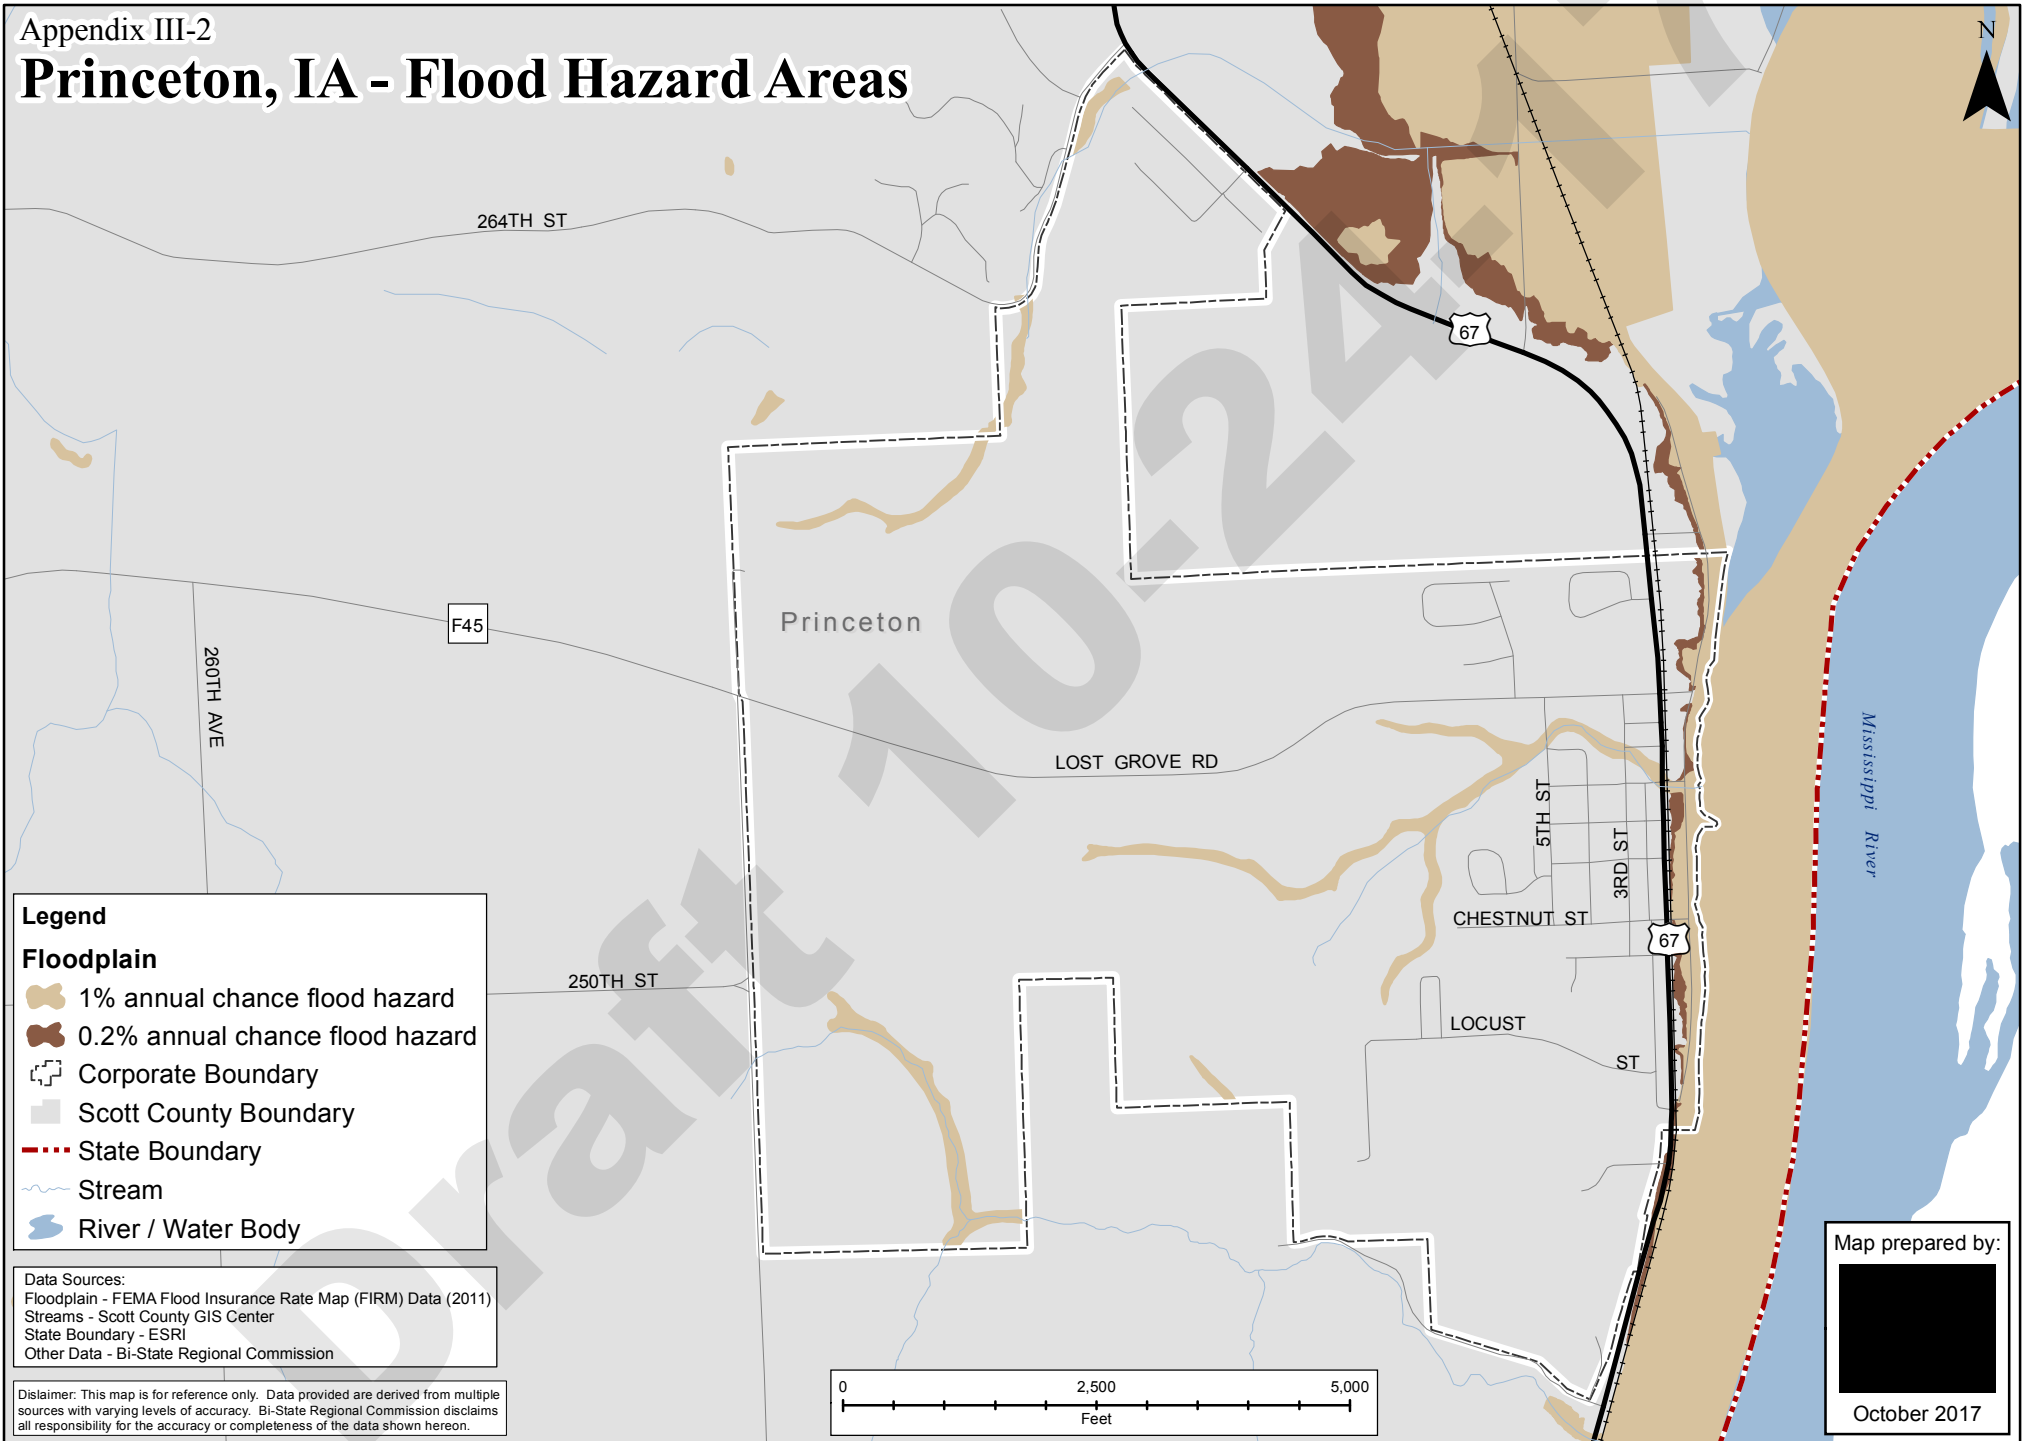 Appendix III-2
Princeton, IA - Flood Hazard Areas
N
264TH ST
67
F45
Princeton
260TH AVE
LOST GROVE RD
5TH ST
3RD ST
Mississippi River
CHESTNUT ST
67
250TH ST
LOCUST ST
Draft 10-24-17
Legend
Floodplain
1% annual chance flood hazard
0.2% annual chance flood hazard
Corporate Boundary
Scott County Boundary
State Boundary
Stream
River / Water Body
Data Sources:
Floodplain - FEMA Flood Insurance Rate Map (FIRM) Data (2011)
Streams - Scott County GIS Center
State Boundary - ESRI
Other Data - Bi-State Regional Commission
Dislaimer: This map is for reference only. Data provided are derived from multiple
sources with varying levels of accuracy. Bi-State Regional Commission disclaims
all responsibility for the accuracy or completeness of the data shown hereon.
0 2,500 5,000
Feet
Map prepared by:
October 2017